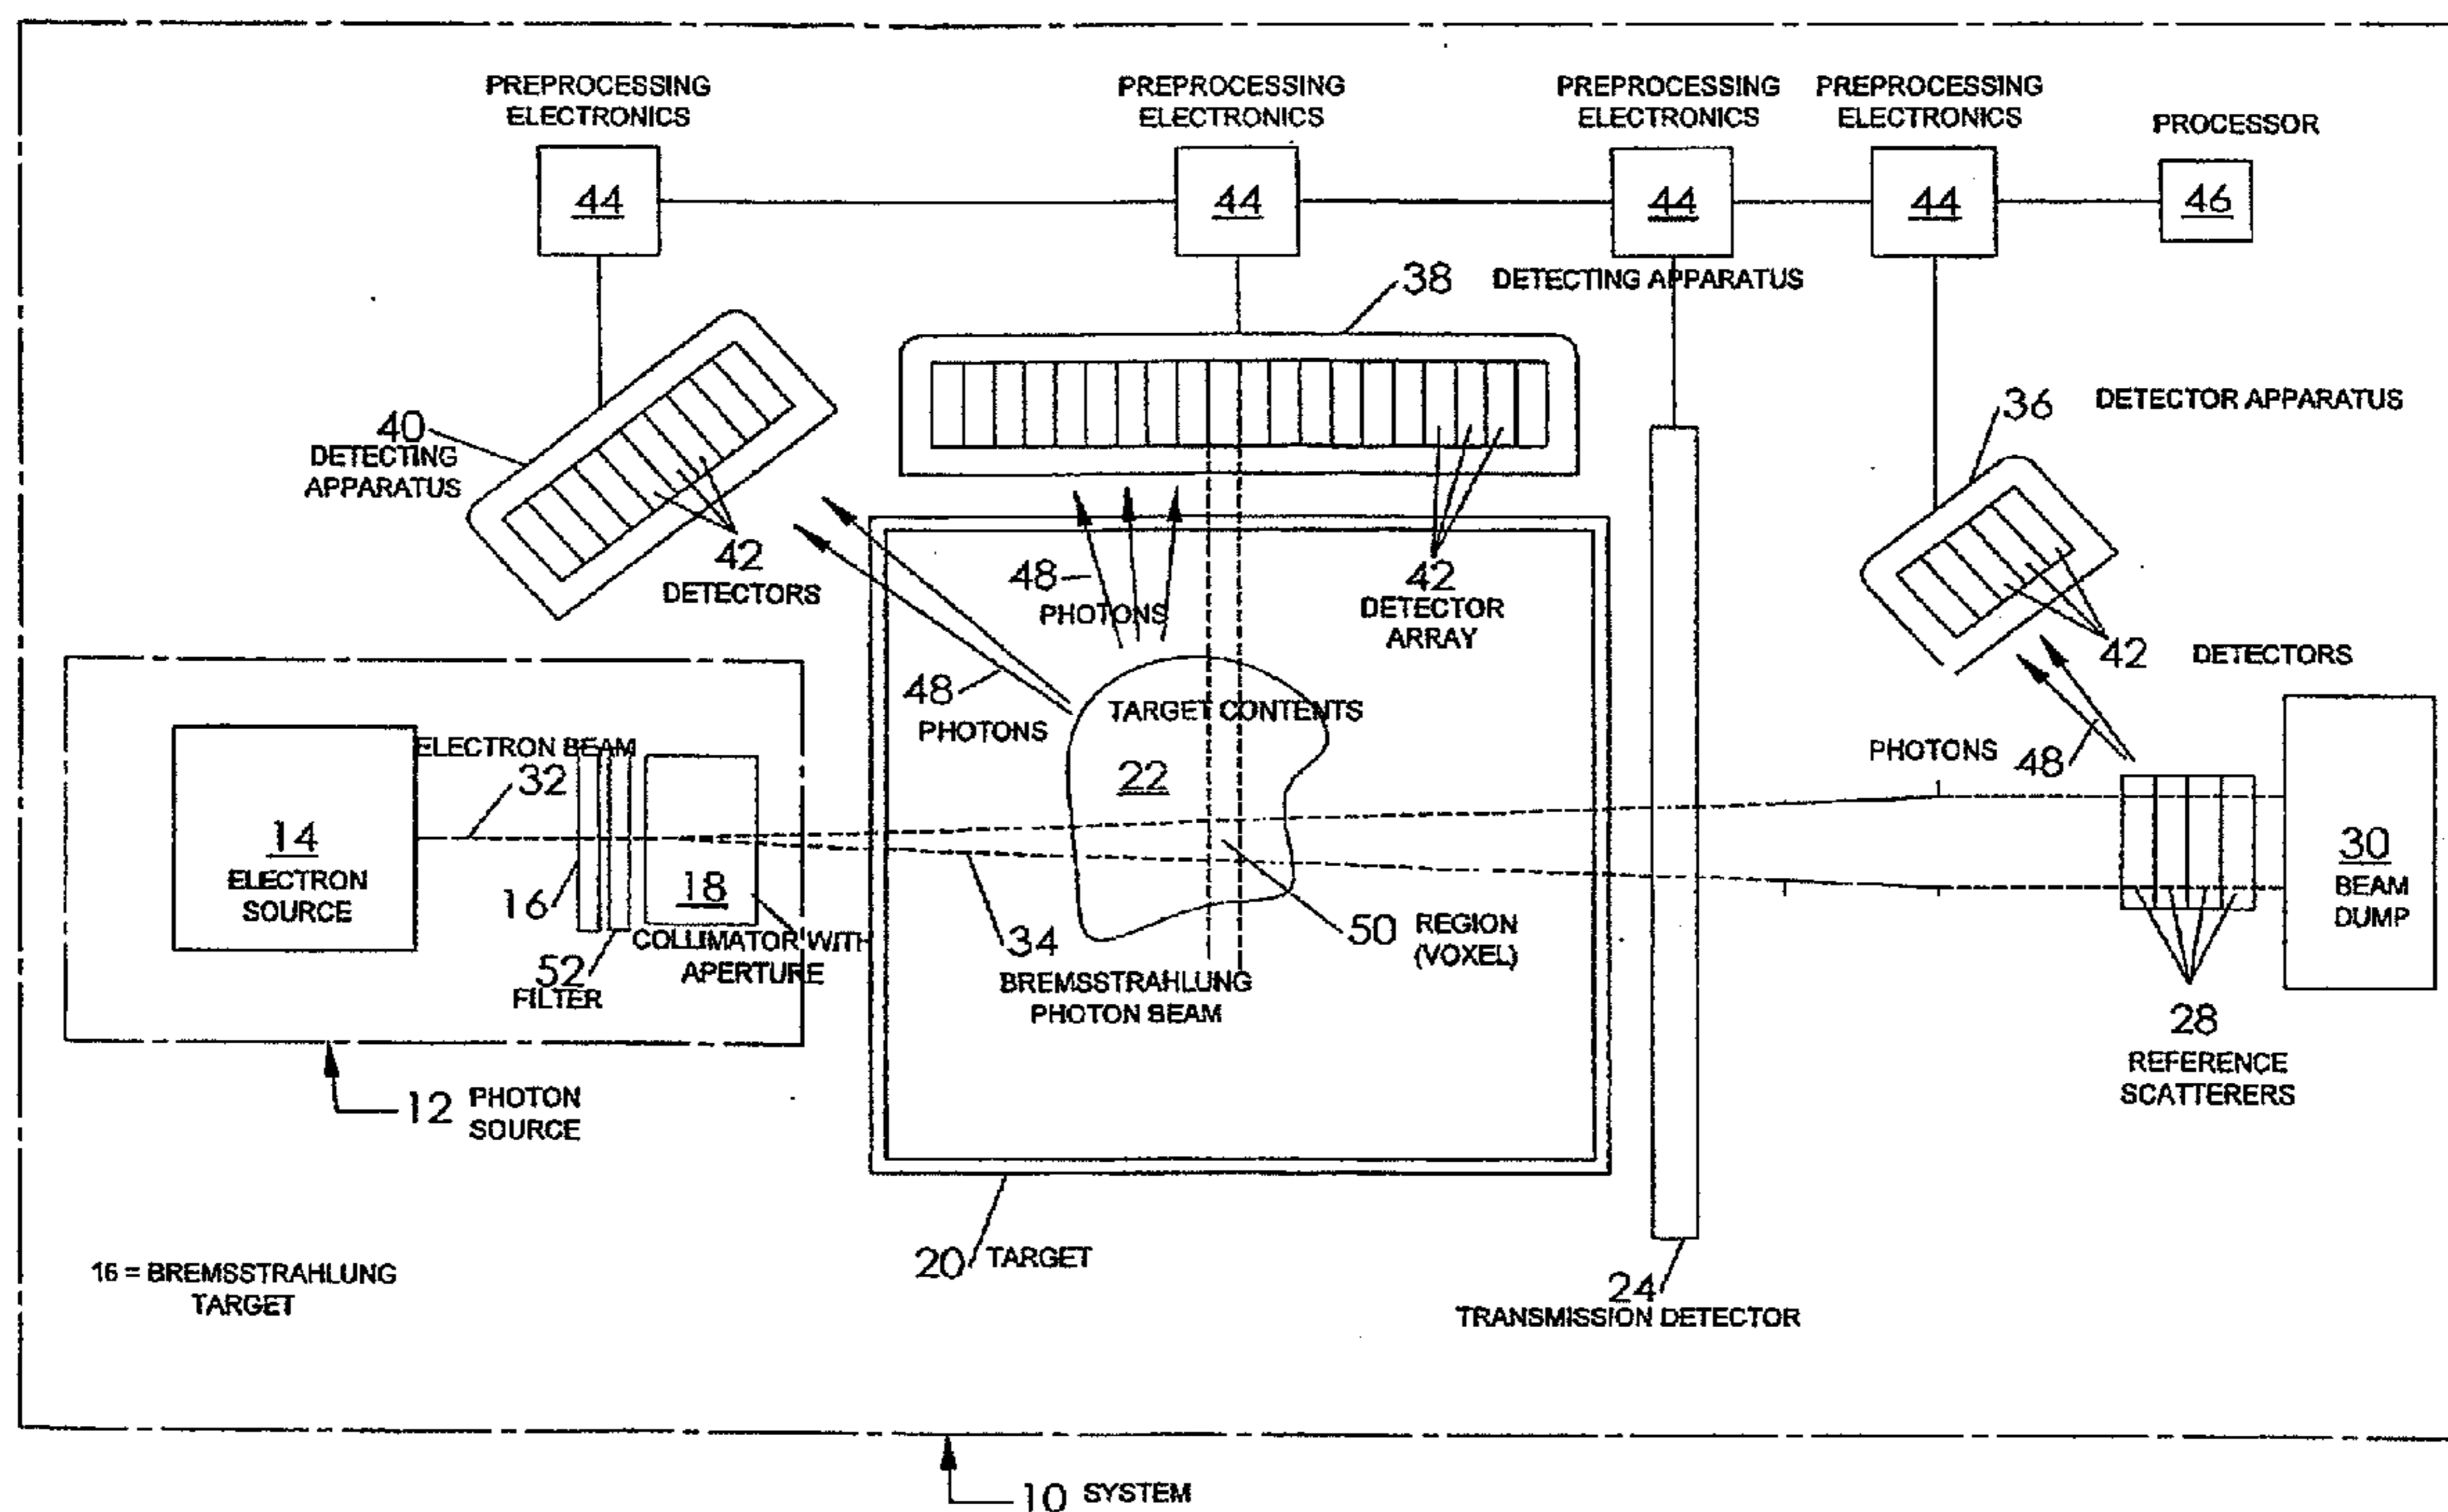 PREPROCESSING
ELECTRONICS
PREPROCESSING
ELECTRONICS
PREPROCESSING
ELECTRONICS
PREPROCESSING
ELECTRONICS
PROCESSOR
44
44
44
44
46
38 DETECTING APPARATUS
36 DETECTOR APPARATUS
40
DETECTING
APPARATUS
42
DETECTORS
48
PHOTONS
42
DETECTOR
ARRAY
42 DETECTORS
48
PHOTONS
TARGET CONTENTS
22
PHOTONS
48
ELECTRON BEAM
32
14
ELECTRON
SOURCE
16
18
COLLIMATOR WITH
APERTURE
52
FILTER
34
BREMSSTRAHLUNG
PHOTON BEAM
50 REGION
(VOXEL)
30
BEAM
DUMP
28
REFERENCE
SCATTERERS
12 PHOTON
SOURCE
20 TARGET
24
TRANSMISSION DETECTOR
16 = BREMSSTRAHLUNG
TARGET
10 SYSTEM